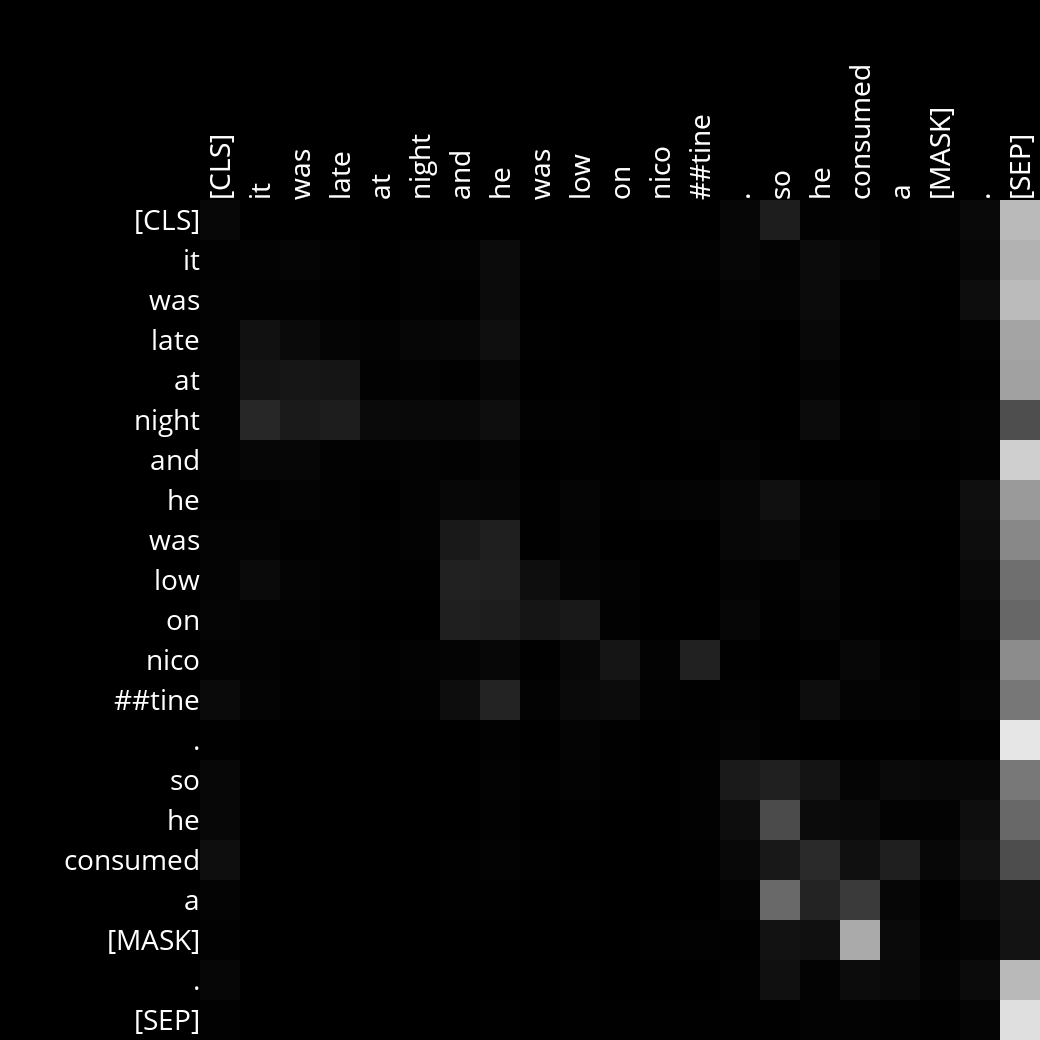 [CLS] it was late at night and he was low on nico ##tine . so he consumed a [MASK] . [SEP]
[CLS]
it
was
late
at
night
and
he
was
low
on
nico
##tine
.
so
he
consumed
a
[MASK]
.
[SEP]